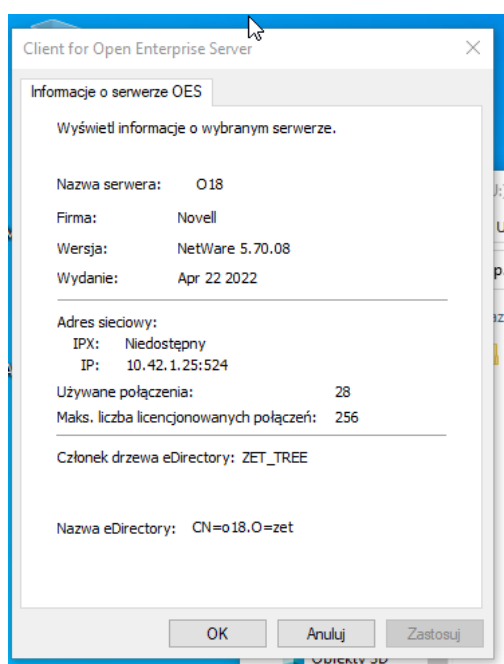 Client for Open Enterprise Server
Informacje o serwerze OES
Wyświetl informacje o wybranym serwerze.
Nazwa serwera: O18
Firma: Novell
Wersja: NetWare 5.70.08
Wydanie: Apr 22 2022
Adres sieciowy:
IPX: Niedostępny
IP: 10.42.1.25:524
Używane połączenia: 28
Maks. liczba licencjonowanych połączeń: 256
Członek drzewa eDirectory: ZET_TREE
Nazwa eDirectory: CN=o18.O=zet
OK Anuluj Zastosuj
Obiekty 3D